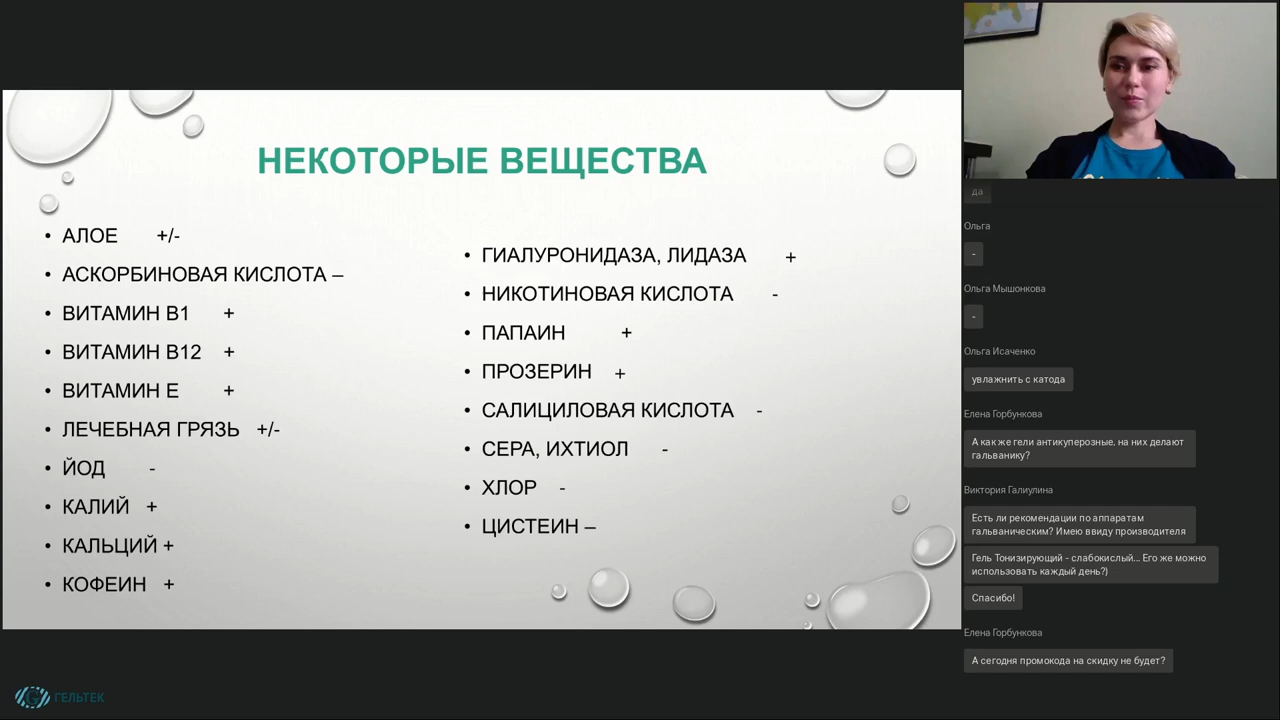 НЕКОТОРЫЕ ВЕЩЕСТВА
• АЛОЕ +/-
• АСКОРБИНОВАЯ КИСЛОТА –
• ВИТАМИН В1 +
• ВИТАМИН В12 +
• ВИТАМИН Е +
• ЛЕЧЕБНАЯ ГРЯЗЬ +/-
• ЙОД -
• КАЛИЙ +
• КАЛЬЦИЙ +
• КОФЕИН +
• ГИАЛУРОНИДАЗА, ЛИДАЗА +
• НИКОТИНОВАЯ КИСЛОТА -
• ПАПАИН +
• ПРОЗЕРИН +
• САЛИЦИЛОВАЯ КИСЛОТА -
• СЕРА, ИХТИОЛ -
• ХЛОР -
• ЦИСТЕИН –
да
Ольга
-
Ольга Мышонкова
-
Ольга Исаченко
увлажнить с катода
Елена Горбункова
А как же гели антикуперозные, на них делают
гальванику?
Виктория Галиулина
Есть ли рекомендации по аппаратам
гальваническим? Имею ввиду производителя
Гель Тонизирующий - слабокислый... Его же можно
использовать каждый день?)
Спасибо!
Елена Горбункова
А сегодня промокода на скидку не будет?
ГЕЛЬТЕК